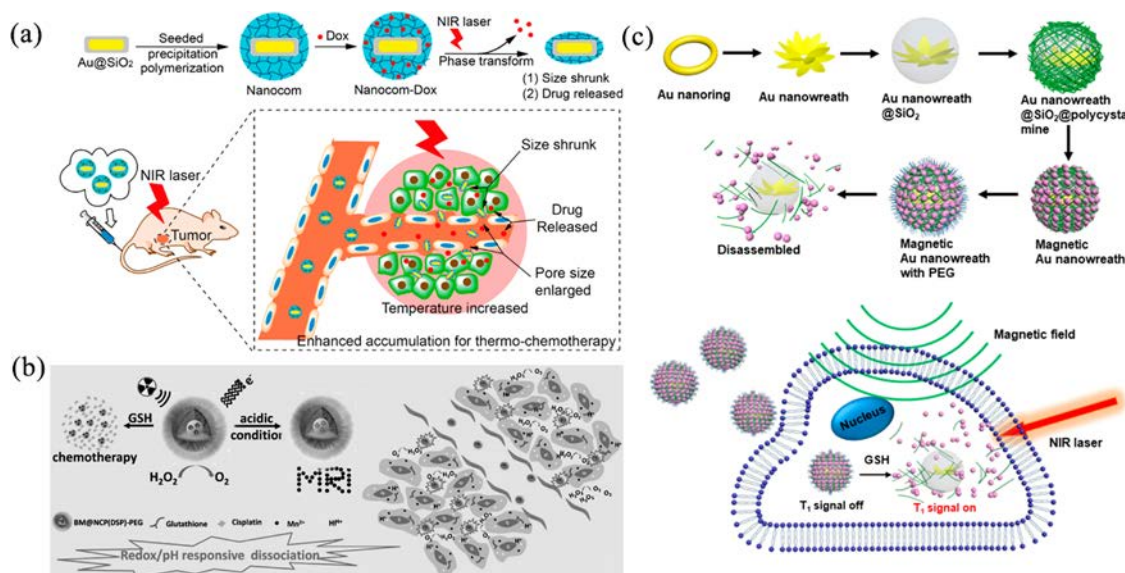 (a)
Au@SiO₂
Seeded
precipitation
polymerization
Nanocom
Dox
Nanocom-Dox
NIR laser
Phase transform
(1) Size shrunk
(2) Drug released
NIR laser
Tumor
Size shrunk
Drug
Released
Pore size
enlarged
Temperature increased
Enhanced accumulation for thermo-chemotherapy
(b)
chemotherapy
GSH
H₂O₂
O₂
e⁻
acidic
condition
MRI
BM@NCP(DSP)-PEG
Glutathione
Cisplatin
Mn²⁺
Hf⁴⁺
Redox/pH responsive dissociation
(c)
Au nanoring
Au nanowreath
Au nanowreath
@SiO₂
Au nanowreath
@SiO₂@polycysta
mine
Disassembled
Magnetic
Au nanowreath
with PEG
Magnetic
Au nanowreath
Magnetic field
Nucleus
NIR laser
GSH
T₁ signal off
T₁ signal on